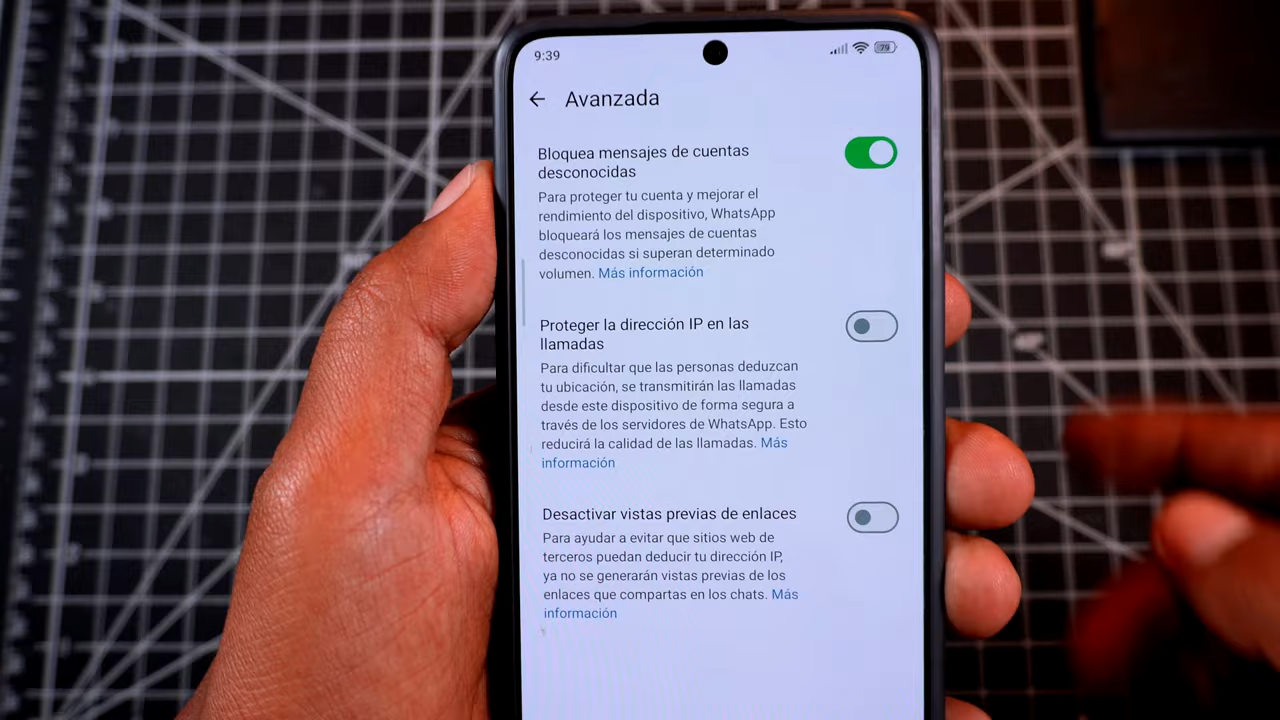 9:39
79
Avanzada
Bloquea mensajes de cuentas
desconocidas
Para proteger tu cuenta y mejorar el
rendimiento del dispositivo, WhatsApp
bloqueará los mensajes de cuentas
desconocidas si superan determinado
volumen. Más información
Proteger la dirección IP en las
llamadas
Para dificultar que las personas deduzcan
tu ubicación, se transmitirán las llamadas
desde este dispositivo de forma segura a
través de los servidores de WhatsApp. Esto
reducirá la calidad de las llamadas. Más
información
Desactivar vistas previas de enlaces
Para ayudar a evitar que sitios web de
terceros puedan deducir tu dirección IP,
ya no se generarán vistas previas de los
enlaces que compartas en los chats. Más
información